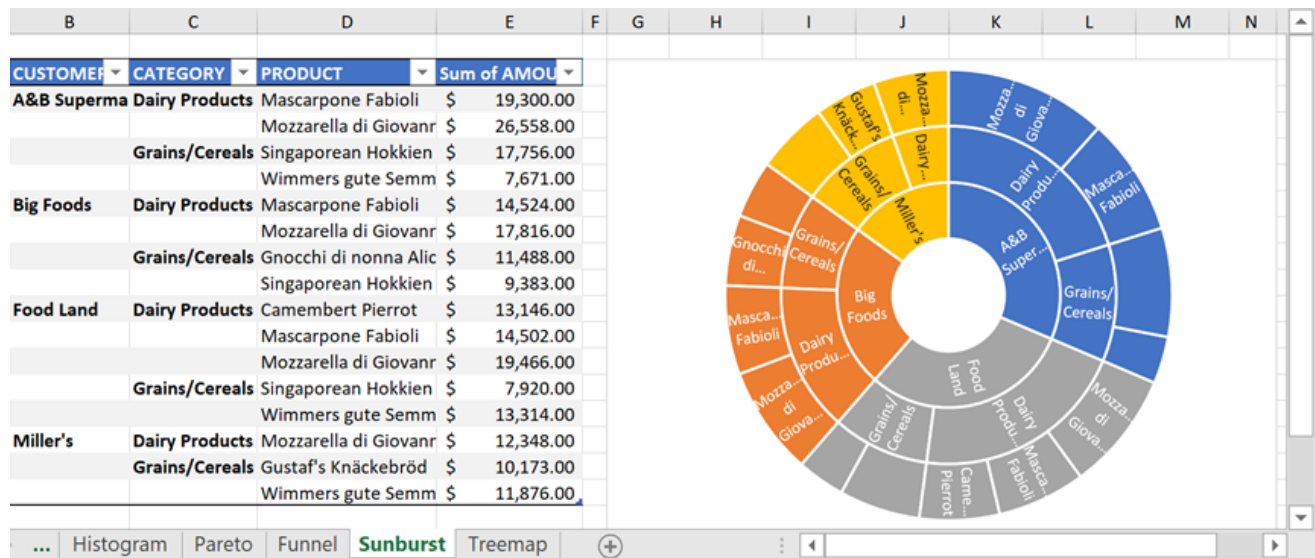 B C D E F G H I J K L M N
CUSTOMER CATEGORY PRODUCT Sum of AMOU
A&B Superma Dairy Products Mascarpone Fabioli $ 19,300.00
Mozzarella di Giovanr $ 26,558.00
Grains/Cereals Singaporean Hokkien $ 17,756.00
Wimmers gute Semm $ 7,671.00
Big Foods Dairy Products Mascarpone Fabioli $ 14,524.00
Mozzarella di Giovanr $ 17,816.00
Grains/Cereals Gnocchi di nonna Alic $ 11,488.00
Singaporean Hokkien $ 9,383.00
Food Land Dairy Products Camembert Pierrot $ 13,146.00
Mascarpone Fabioli $ 14,502.00
Mozzarella di Giovanr $ 19,466.00
Grains/Cereals Singaporean Hokkien $ 7,920.00
Wimmers gute Semm $ 13,314.00
Miller's Dairy Products Mozzarella di Giovanr $ 12,348.00
Grains/Cereals Gustaf's Knäckebröd $ 10,173.00
Wimmers gute Semm $ 11,876.00
A&B
Super...
Dairy
Produ...
Mozza...
di
Giova...
Masca...
Fabioli
Grains/
Cereals
Food
Land
Dairy
Produ...
Mozza...
di
Giova...
Masca...
Fabioli
Came...
Pierrot
Grains/
Cereals
Big
Foods
Dairy
Produ...
Mozza...
di
Giova...
Masca...
Fabioli
Grains/
Cereals
Gnocchi
di...
Miller's
Grains/
Cereals
Gustaf's
Knäck...
Dairy...
Mozza...
di...
... Histogram Pareto Funnel Sunburst Treemap